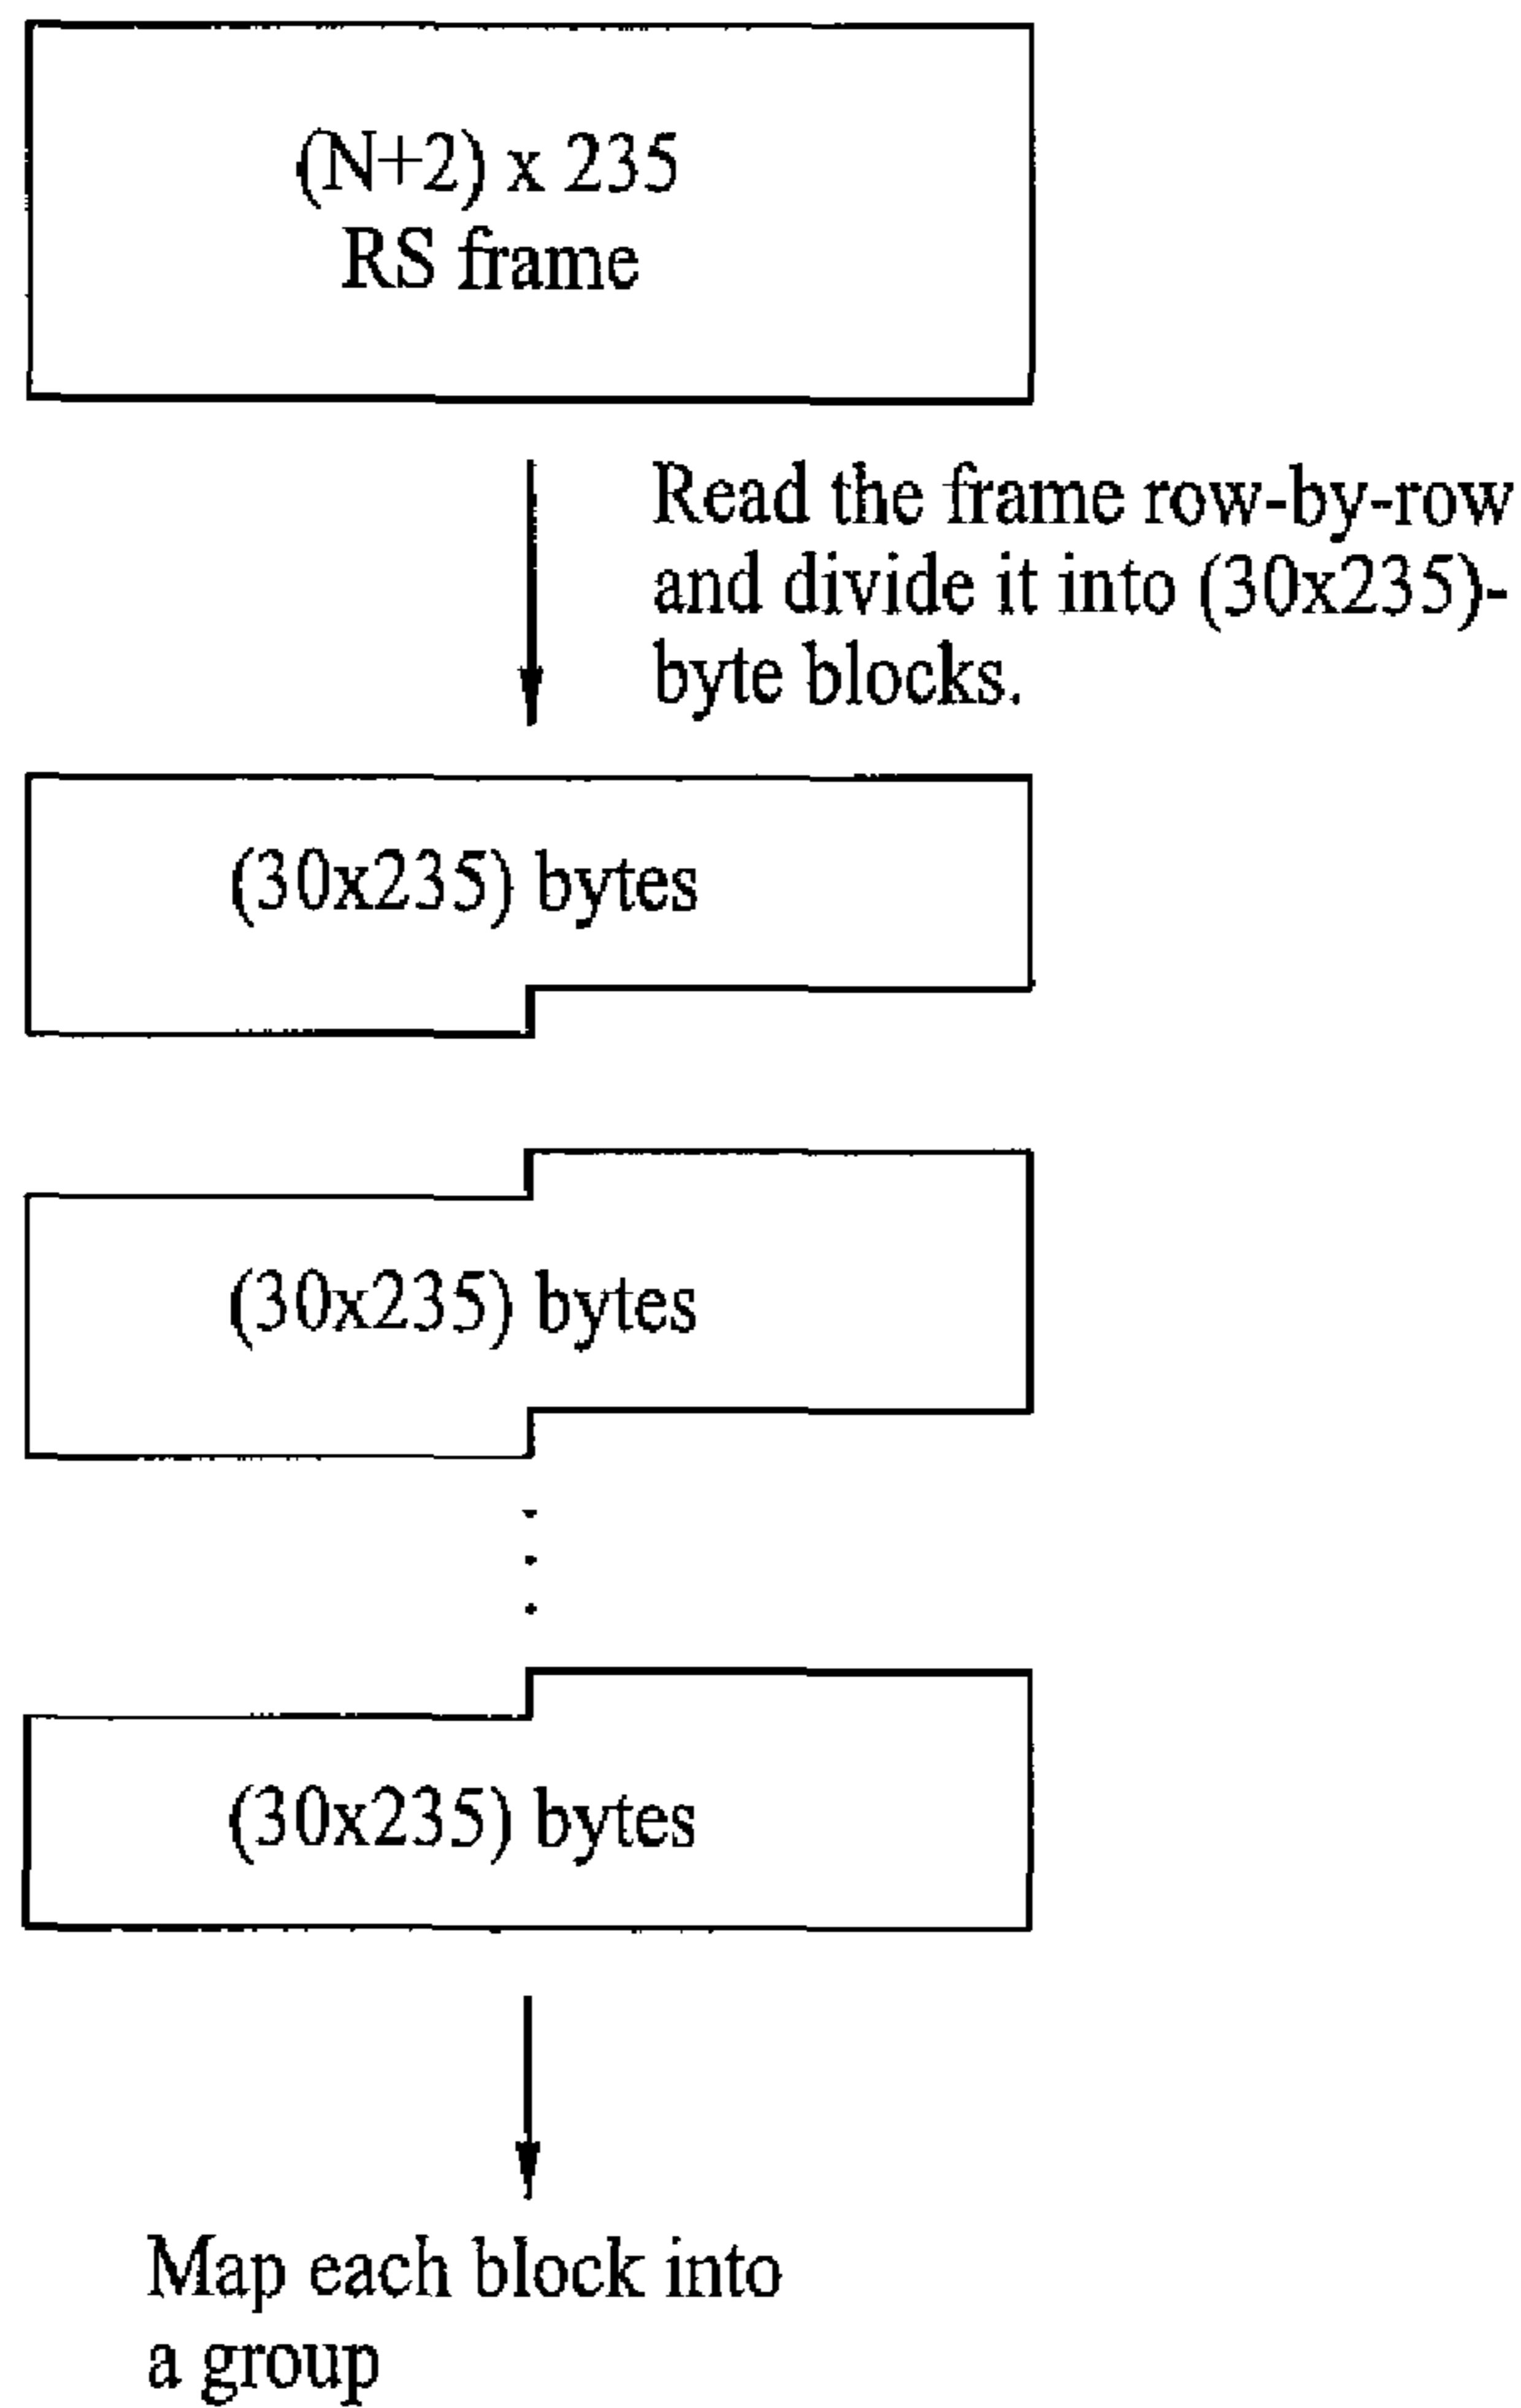 (N+2) x 235
RS frame
Read the frame row-by-row
and divide it into (30x235)-
byte blocks.
(30x235) bytes
(30x235) bytes
(30x235) bytes
Map each block into
a group